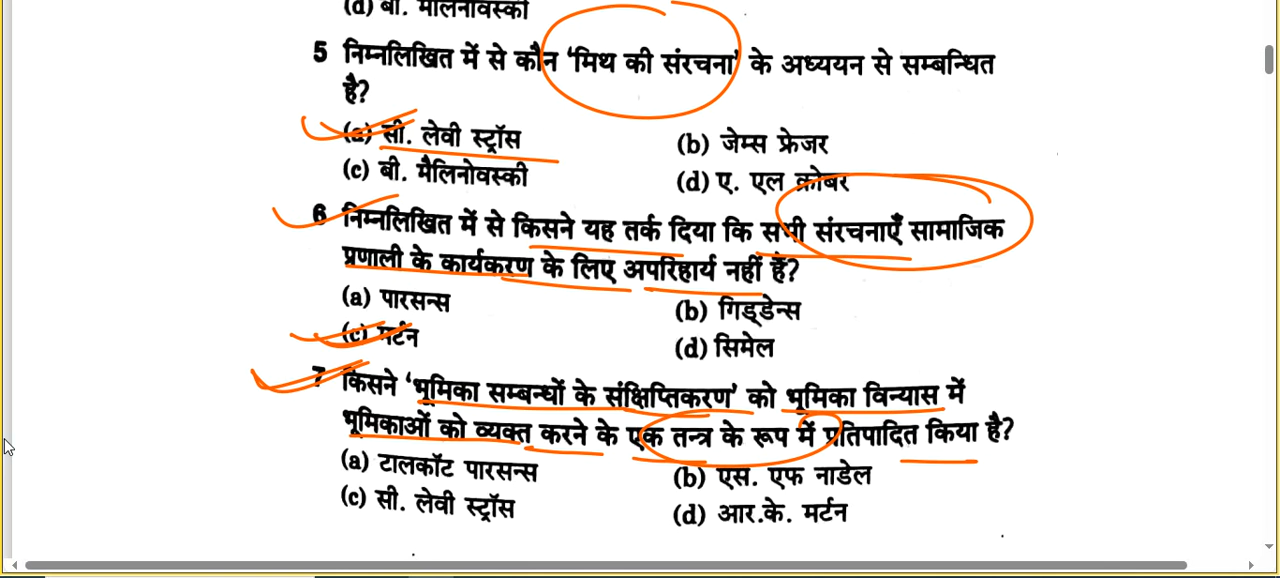 (d) बी. मैलिनोवस्की
5 निम्नलिखित में से कौन ‘मिथ की संरचना’ के अध्ययन से सम्बन्धित
है?
(a) सी. लेवी स्ट्रॉस (b) जेम्स फ्रेजर
(c) बी. मैलिनोवस्की (d) ए. एल क्रोबर
6 निम्नलिखित में से किसने यह तर्क दिया कि सभी संरचनाएँ सामाजिक
प्रणाली के कार्यकरण के लिए अपरिहार्य नहीं हैं?
(a) पारसन्स (b) गिड्डेन्स
(c) मर्टन (d) सिमेल
7 किसने ‘भूमिका सम्बन्धों के संक्षिप्तिकरण’ को भूमिका विन्यास में
भूमिकाओं को व्यक्त करने के एक तन्त्र के रूप में प्रतिपादित किया है?
(a) टालकॉट पारसन्स (b) एस. एफ नाडेल
(c) सी. लेवी स्ट्रॉस (d) आर.के. मर्टन